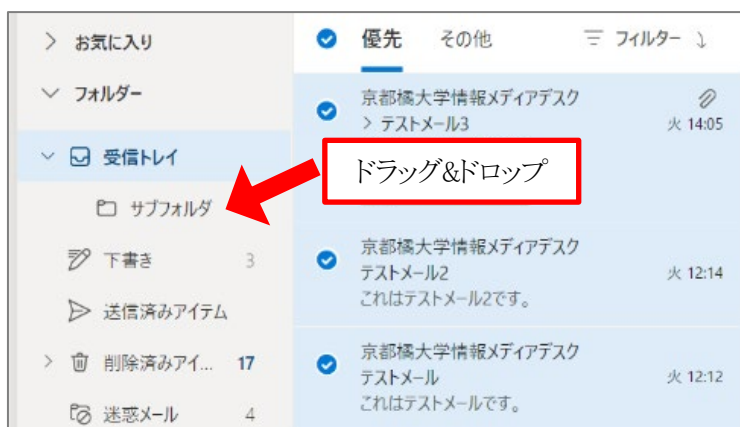 お気に入り
フォルダー
受信トレイ
サブフォルダ
下書き 3
送信済みアイテム
削除済みアイ... 17
迷惑メール 4
優先 その他 フィルター
京都橘大学情報メディアデスク
> テストメール3 火 14:05
ドラッグ&ドロップ
京都橘大学情報メディアデスク
テストメール2 火 12:14
これはテストメール2です。
京都橘大学情報メディアデスク
テストメール 火 12:12
これはテストメールです。